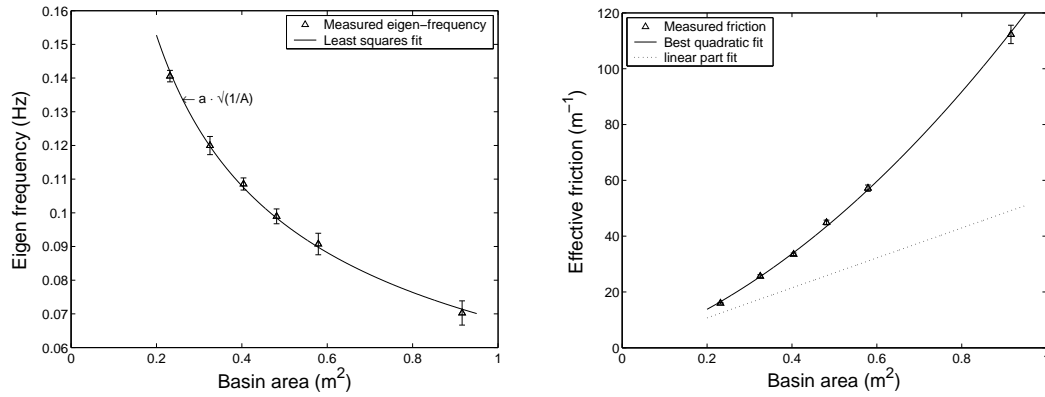 0.16
0.15
0.14
0.13
0.12
0.11
0.1
0.09
0.08
0.07
0.06
Eigen frequency (Hz)
Measured eigen−frequency
Least squares fit
← a · √(1/A)
0 0.2 0.4 0.6 0.8 1
Basin area (m²)
120
100
80
60
40
20
0
Effective friction (m⁻¹)
Measured friction
Best quadratic fit
linear part fit
0 0.2 0.4 0.6 0.8 1
Basin area (m²)